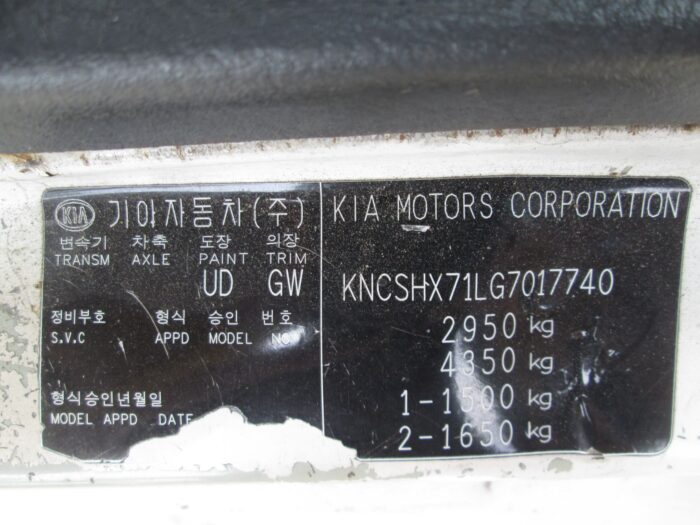 KIA 기아자동차(주)
변속기 차축 도장 의장
TRANSM AXLE PAINT TRIM
UD GW
정비부호 형식 승인 번호
S.V.C APPD MODEL NO
형식승인년월일
MODEL APPD DATE
KIA MOTORS CORPORATION
KNCSHX71LG7017740
2950 kg
4350 kg
1-1500 kg
2-1650 kg